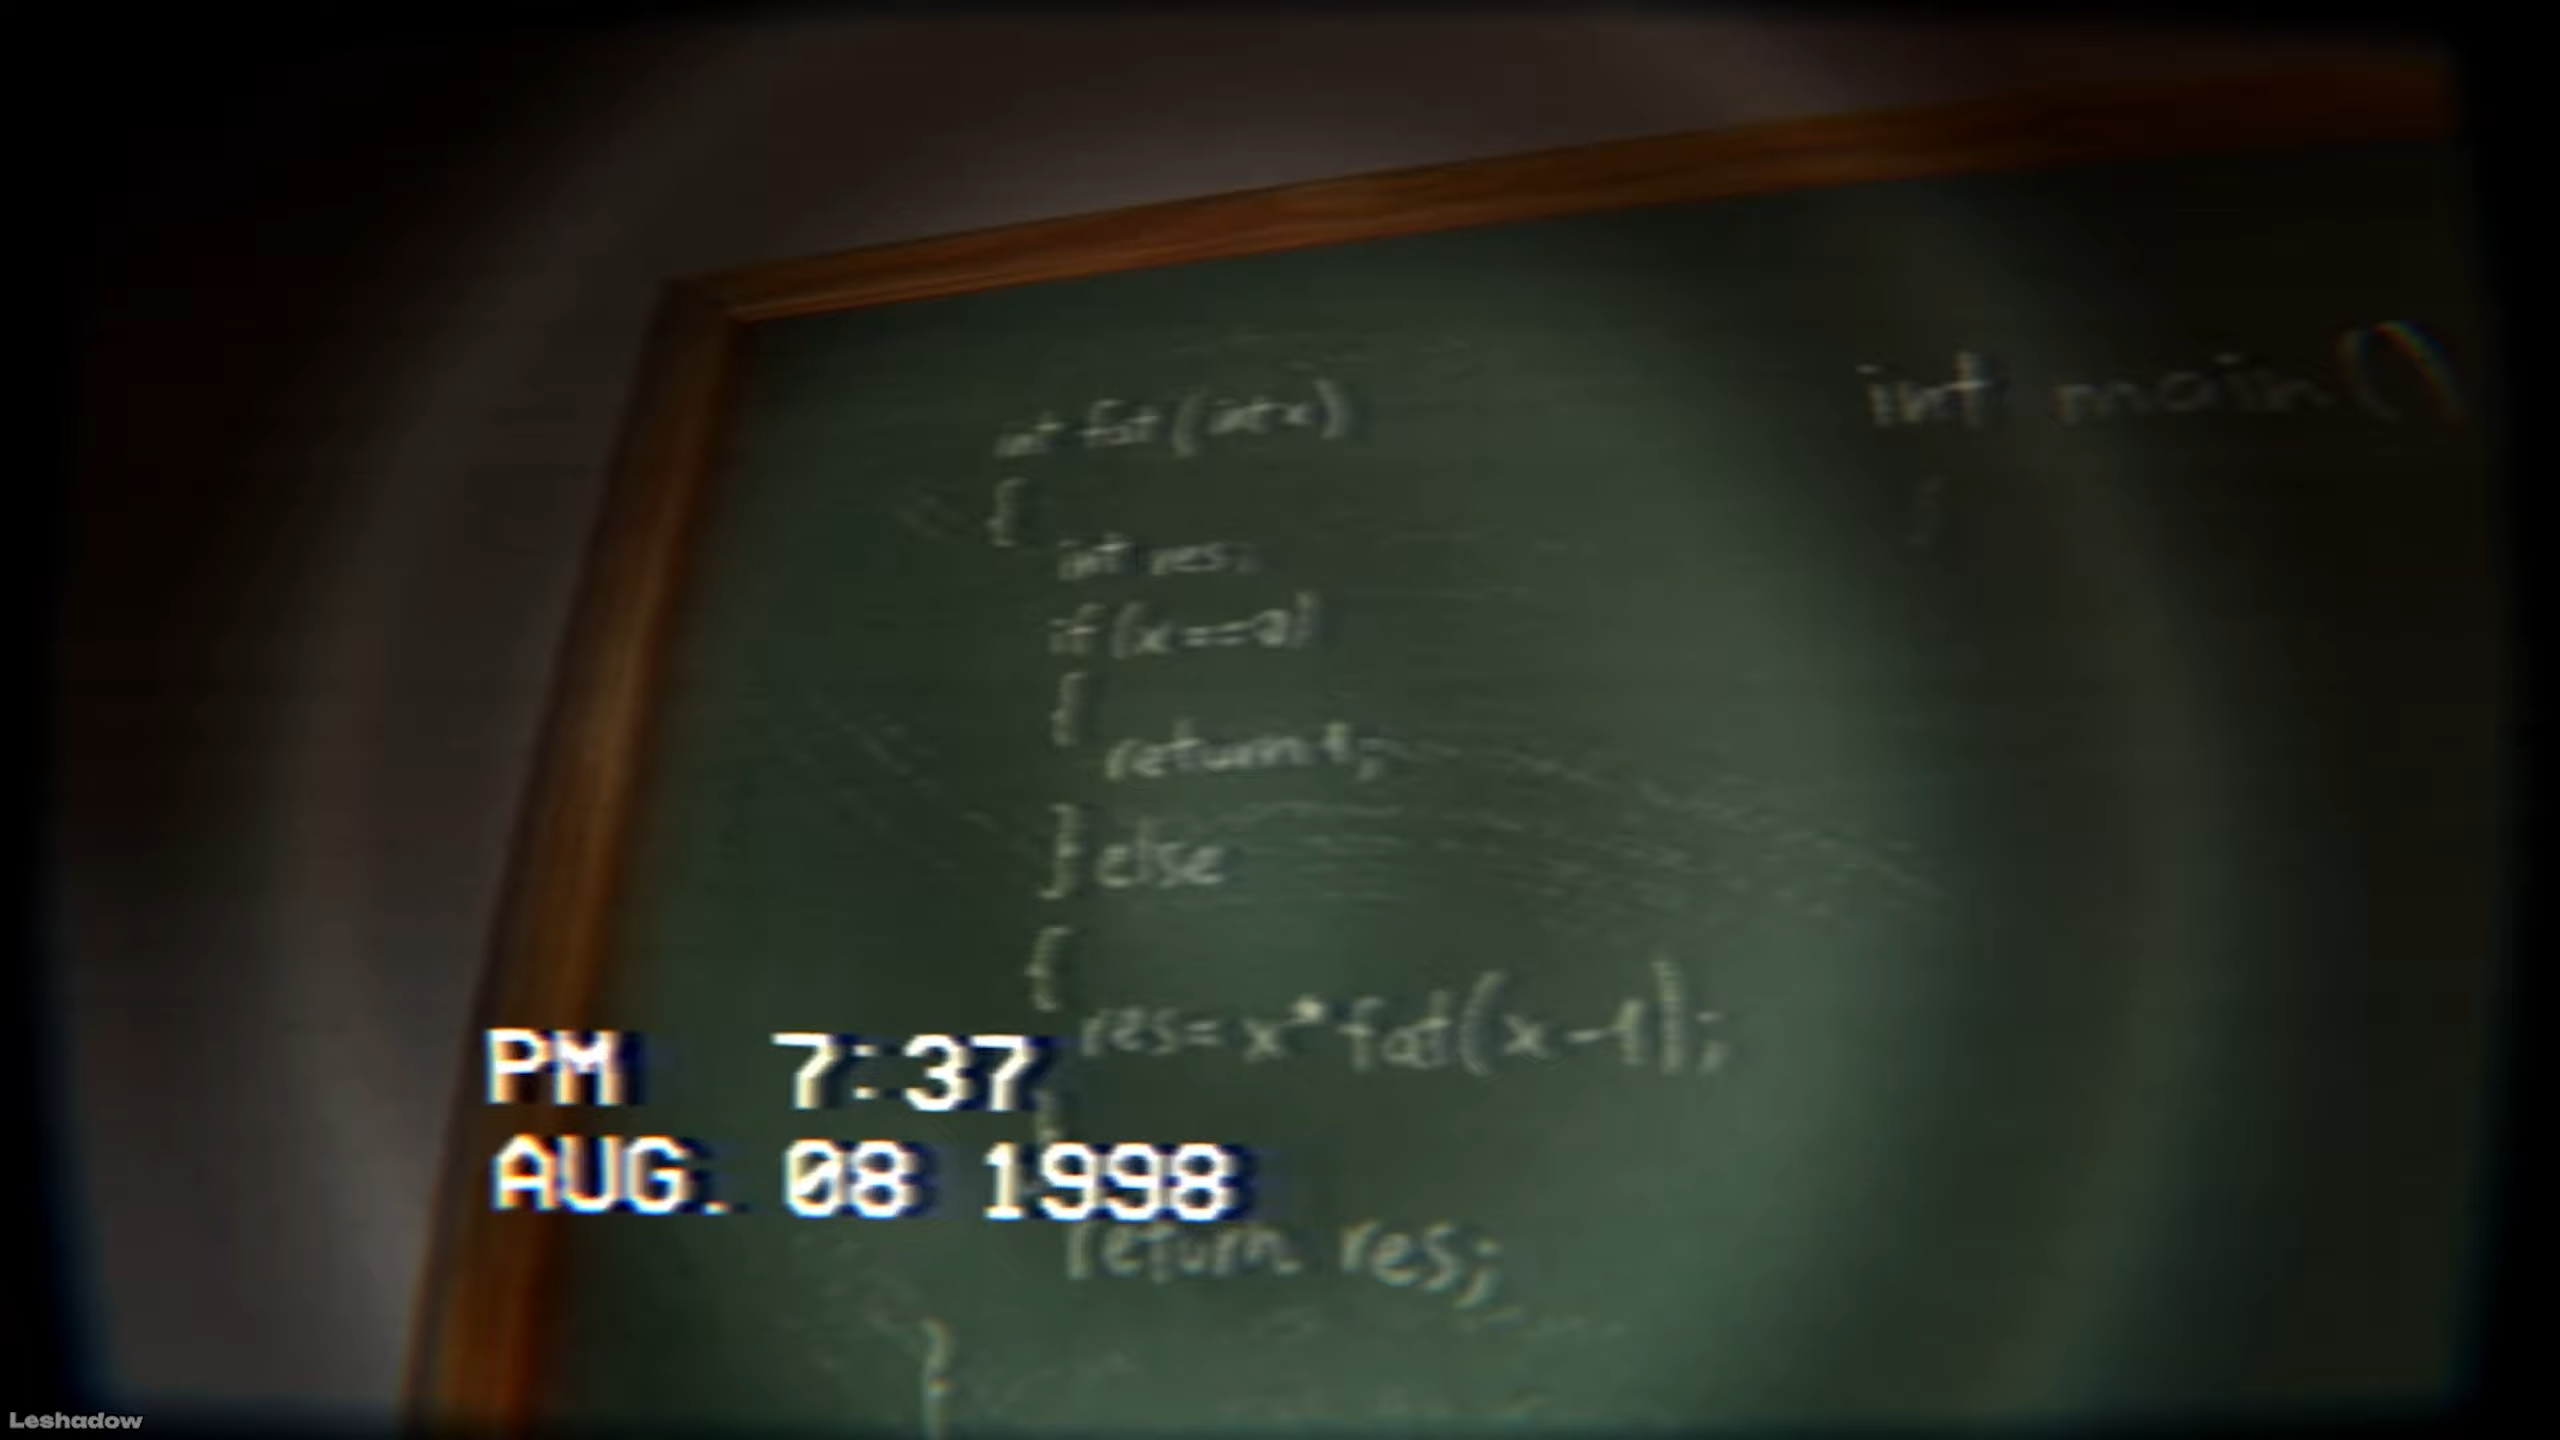 int fat (int x)
{
int res;
if (x==0)
{
return 1;
} else
{
res=x*fat(x-1);
}
return res;
}
int main()
{
PM 7:37
AUG. 08 1998
Leshadow